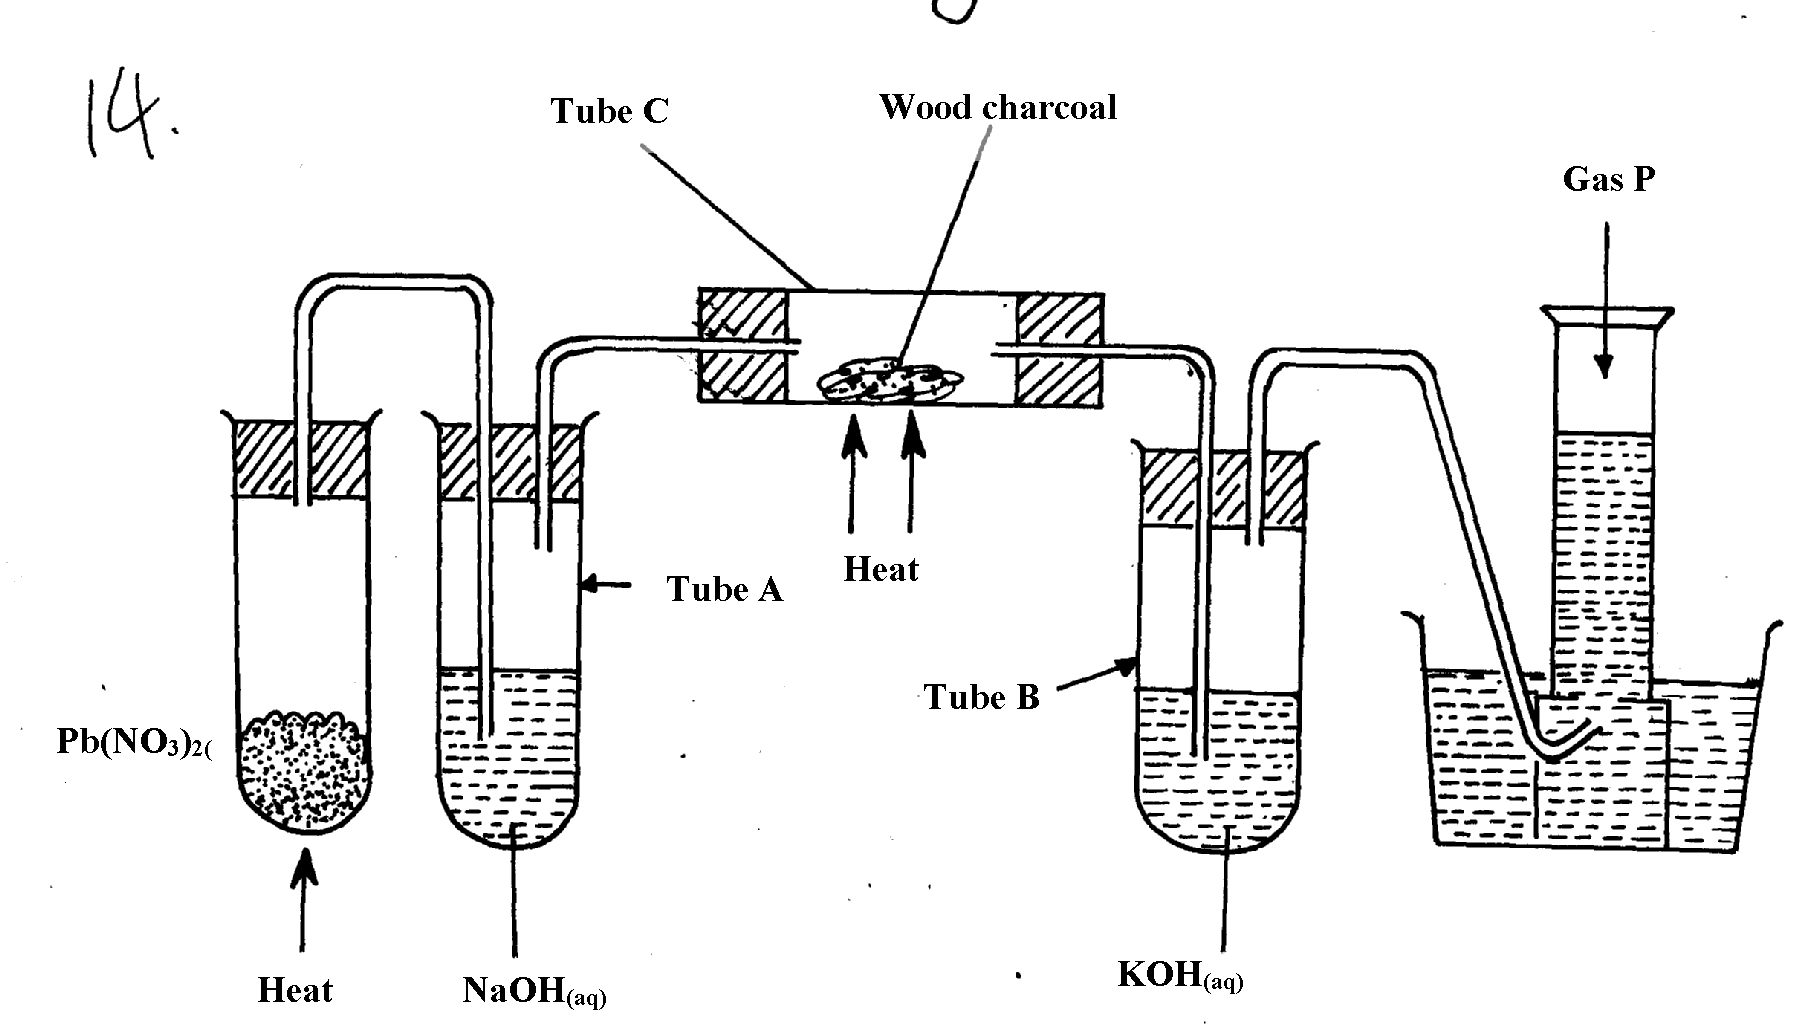 14.
Tube C
Wood charcoal
Gas P
Tube A
Heat
Tube B
Pb(NO3)2(
Heat
NaOH(aq)
KOH(aq)